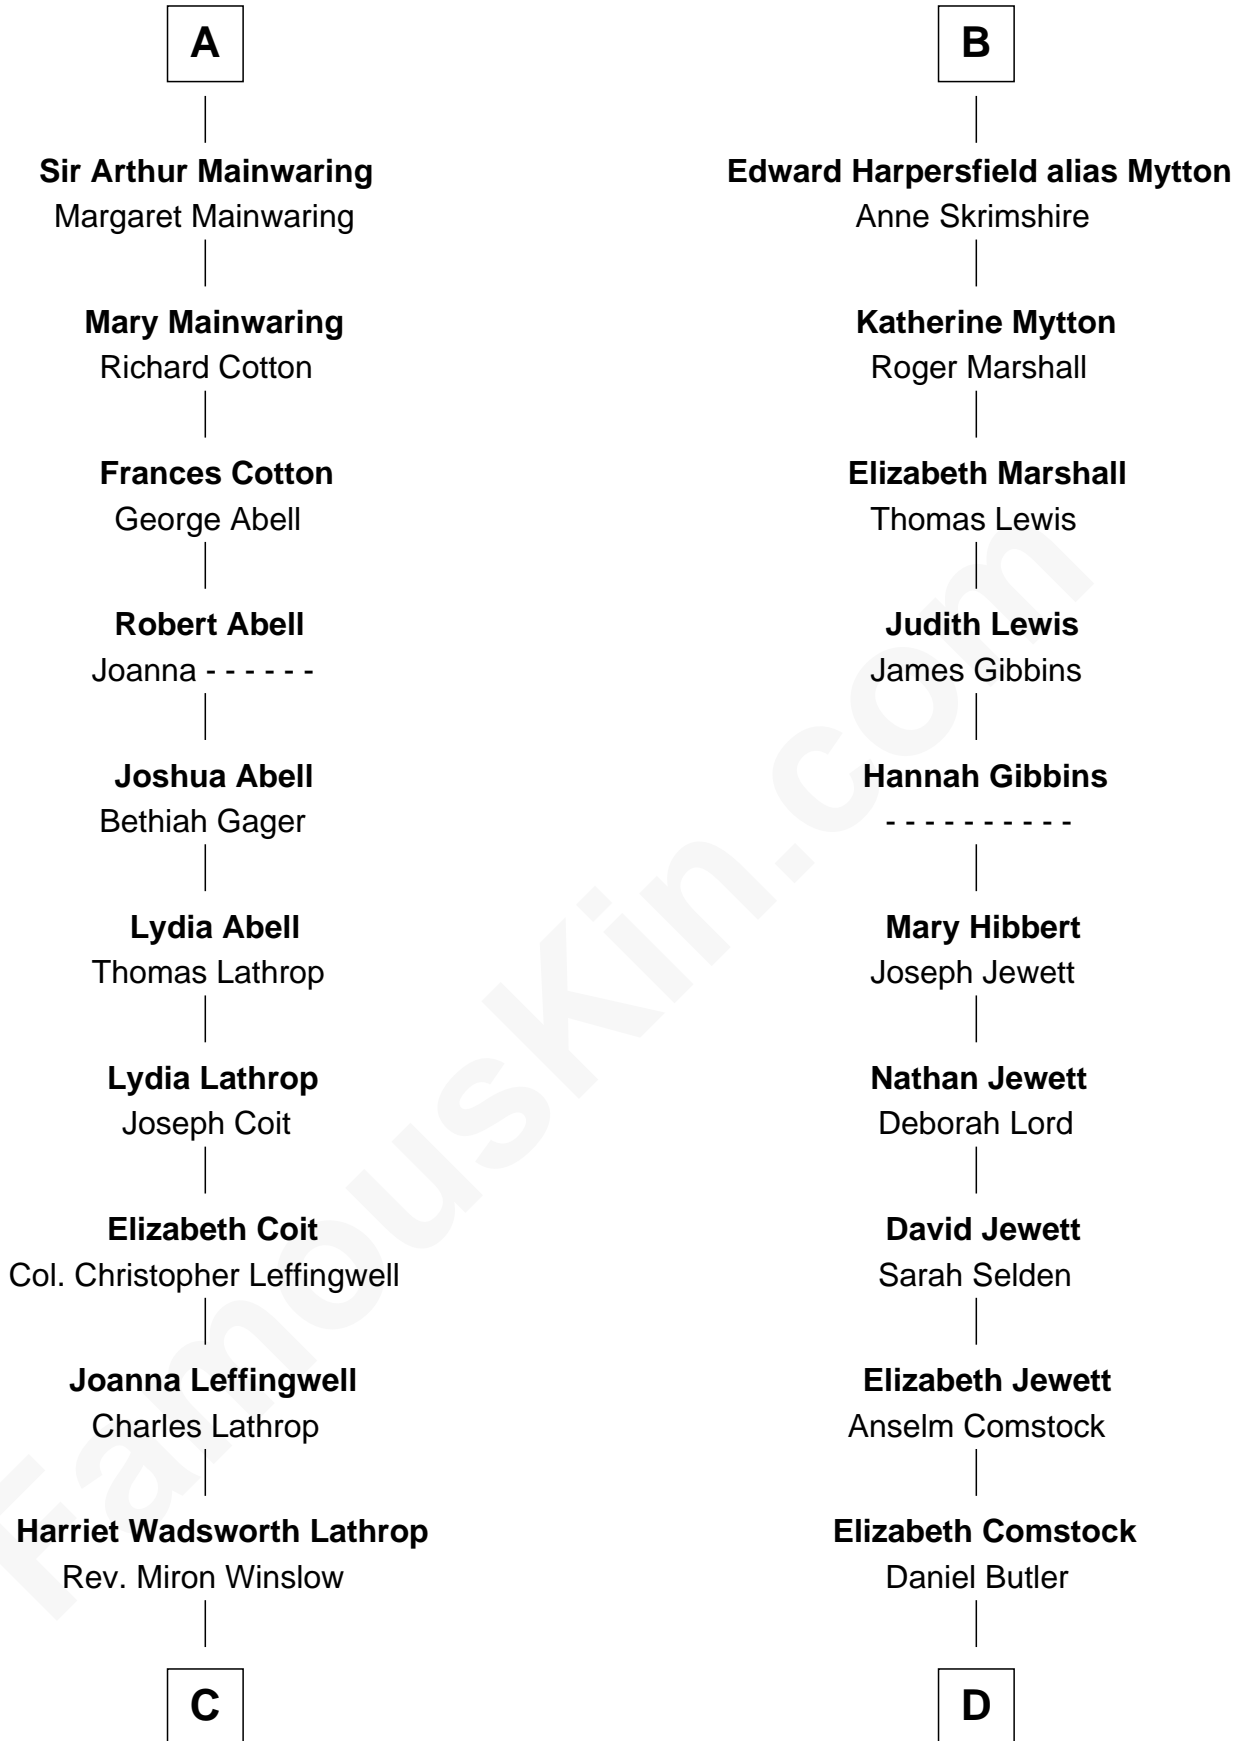 A
Sir Arthur Mainwaring
Margaret Mainwaring
Mary Mainwaring
Richard Cotton
Frances Cotton
George Abell
Robert Abell
Joanna - - - - - -
Joshua Abell
Bethiah Gager
Lydia Abell
Thomas Lathrop
Lydia Lathrop
Joseph Coit
Elizabeth Coit
Col. Christopher Leffingwell
Joanna Leffingwell
Charles Lathrop
Harriet Wadsworth Lathrop
Rev. Miron Winslow
C
B
Edward Harpersfield alias Mytton
Anne Skrimshire
Katherine Mytton
Roger Marshall
Elizabeth Marshall
Thomas Lewis
Judith Lewis
James Gibbins
Hannah Gibbins
- - - - - - - - - -
Mary Hibbert
Joseph Jewett
Nathan Jewett
Deborah Lord
David Jewett
Sarah Selden
Elizabeth Jewett
Anselm Comstock
Elizabeth Comstock
Daniel Butler
D
FamousKin.com